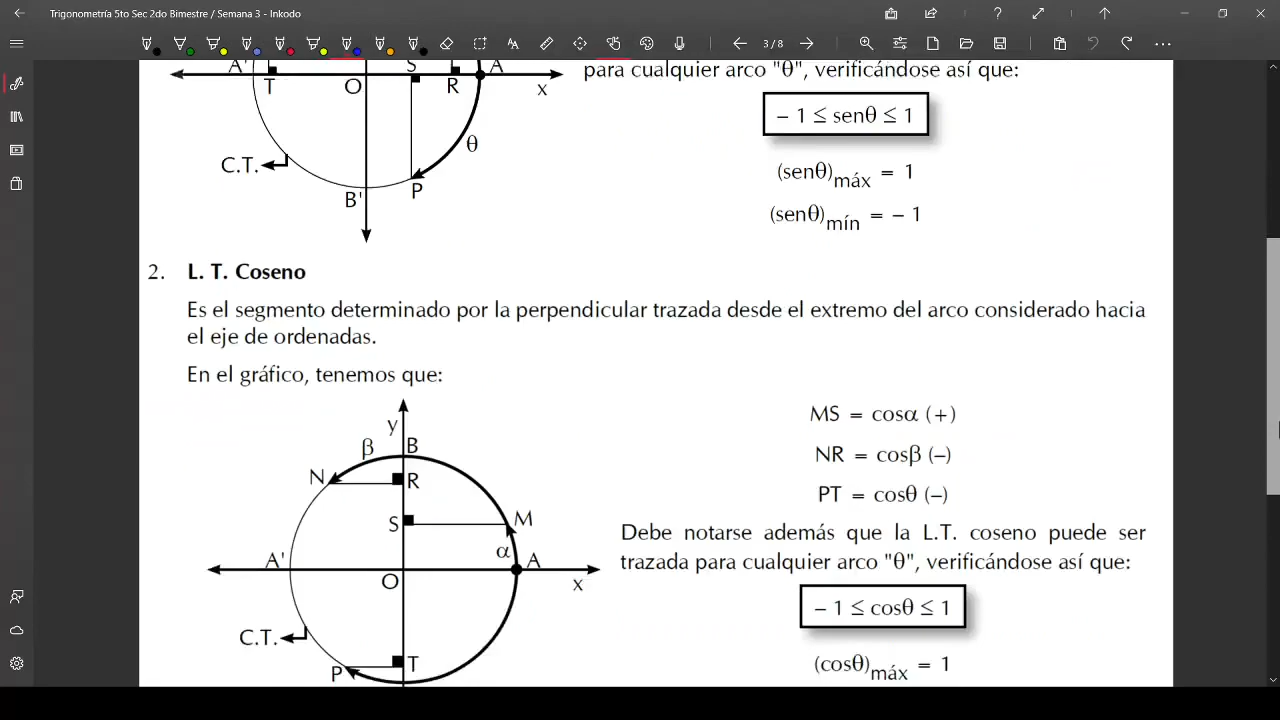 Trigonometría 5to Sec 2do Bimestre / Semana 3 - Inkodo
3/8
A' T O S R A x
θ
C.T.
B' P
para cualquier arco "θ", verificándose así que:
– 1 ≤ senθ ≤ 1
(senθ)máx = 1
(senθ)mín = – 1
2. L. T. Coseno
Es el segmento determinado por la perpendicular trazada desde el extremo del arco considerado hacia
el eje de ordenadas.
En el gráfico, tenemos que:
y
β B
N R
S M
α
A' O A x
C.T.
P T
MS = cosα (+)
NR = cosβ (–)
PT = cosθ (–)
Debe notarse además que la L.T. coseno puede ser
trazada para cualquier arco "θ", verificándose así que:
– 1 ≤ cosθ ≤ 1
(cosθ)máx = 1